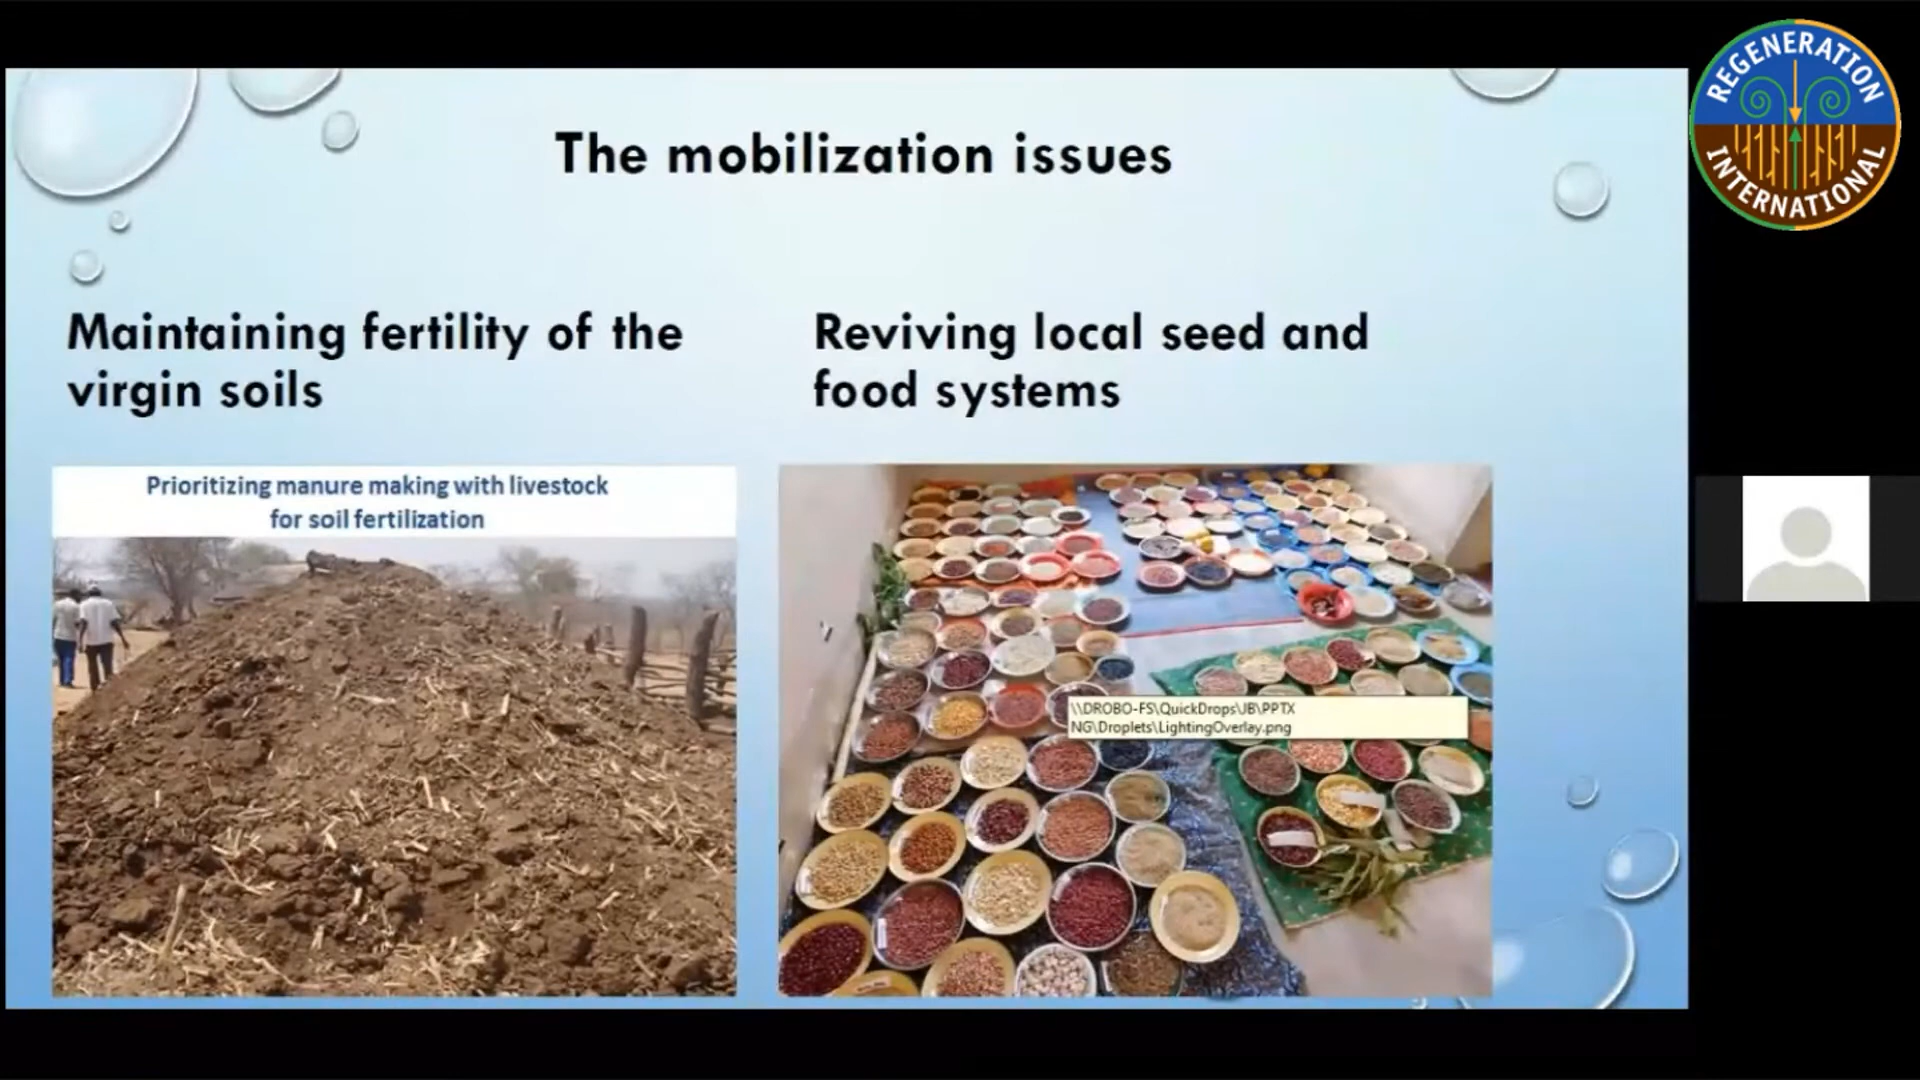 The mobilization issues
Maintaining fertility of the
virgin soils
Reviving local seed and
food systems
Prioritizing manure making with livestock
for soil fertilization
\\DROBO-FS\QuickDrops\JB\PPTX
NG\Droplets\LightingOverlay.png
REGENERATION
INTERNATIONAL